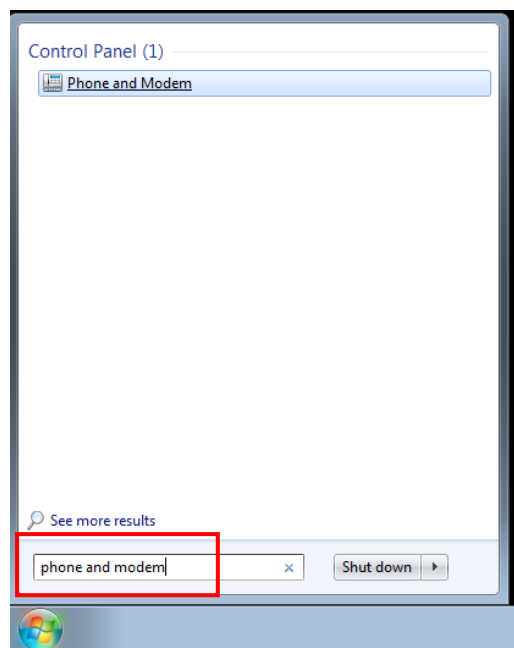 Control Panel (1)
Phone and Modem
See more results
phone and modem
Shut down